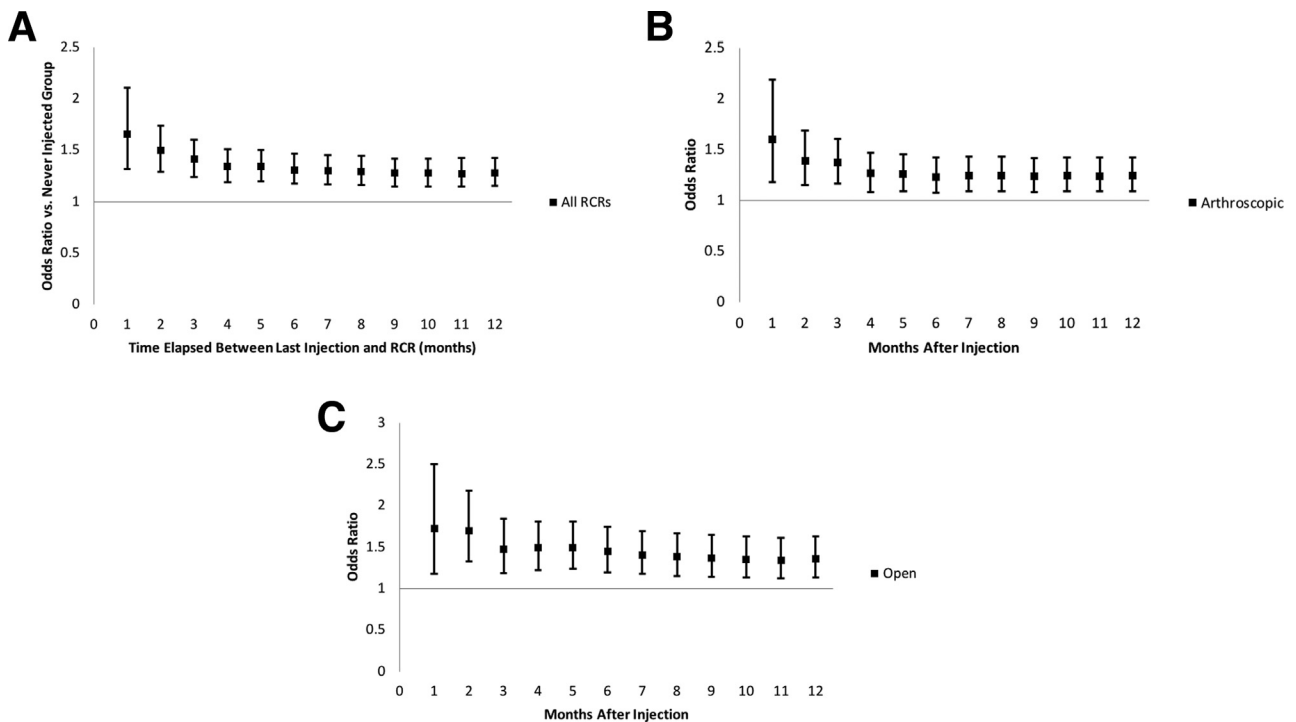 A
2.5
2
1.5
1
0.5
0
Odds Ratio vs. Never Injected Group
0 1 2 3 4 5 6 7 8 9 10 11 12
Time Elapsed Between Last Injection and RCR (months)
All RCRs
B
2.5
2
1.5
1
0.5
0
Odds Ratio
0 1 2 3 4 5 6 7 8 9 10 11 12
Months After Injection
Arthroscopic
C
3
2.5
2
1.5
1
0.5
0
Odds Ratio
0 1 2 3 4 5 6 7 8 9 10 11 12
Months After Injection
Open